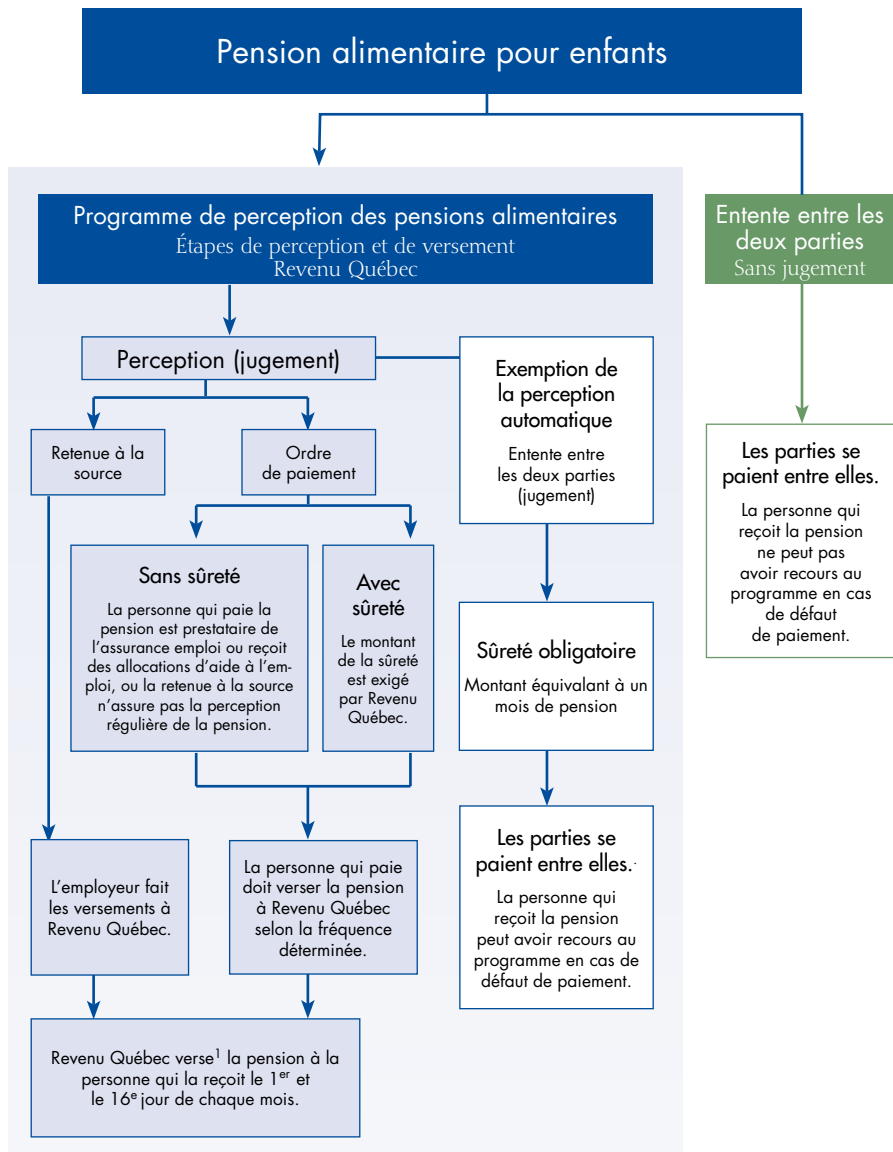 Pension alimentaire pour enfants
Programme de perception des pensions alimentaires
Étapes de perception et de versement
Revenu Québec
Entente entre les
deux parties
Sans jugement
Perception (jugement)
Exemption de
la perception
automatique
Entente entre
les deux parties
(jugement)
Retenue à la
source
Ordre
de paiement
Les parties se
paient entre elles.
La personne qui
reçoit la pension
ne peut pas
avoir recours au
programme en cas
de défaut
de paiement.
Sans sûreté
La personne qui paie la
pension est prestataire de
l'assurance emploi ou reçoit
des allocations d'aide à l'em-
ploi, ou la retenue à la source
n'assure pas la perception
régulière de la pension.
Avec
sûreté
Le montant
de la sûreté
est exigé
par Revenu
Québec.
Sûreté obligatoire
Montant équivalant à un
mois de pension
L'employeur fait
les versements à
Revenu Québec.
La personne qui paie
doit verser la pension
à Revenu Québec
selon la fréquence
déterminée.
Les parties se
paient entre elles.
La personne qui
reçoit la pension
peut avoir recours au
programme en cas de
défaut de paiement.
Revenu Québec verse¹ la pension à la
personne qui la reçoit le 1er et
le 16e jour de chaque mois.